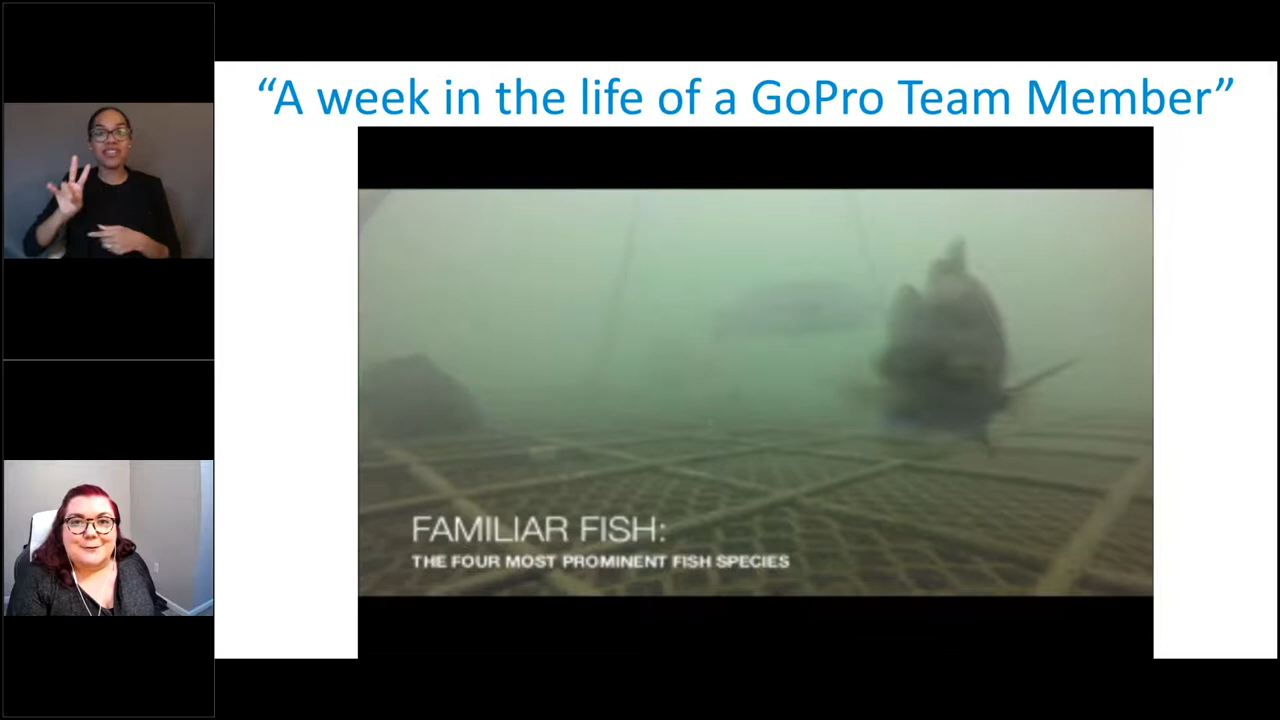 “A week in the life of a GoPro Team Member”
FAMILIAR FISH:
THE FOUR MOST PROMINENT FISH SPECIES